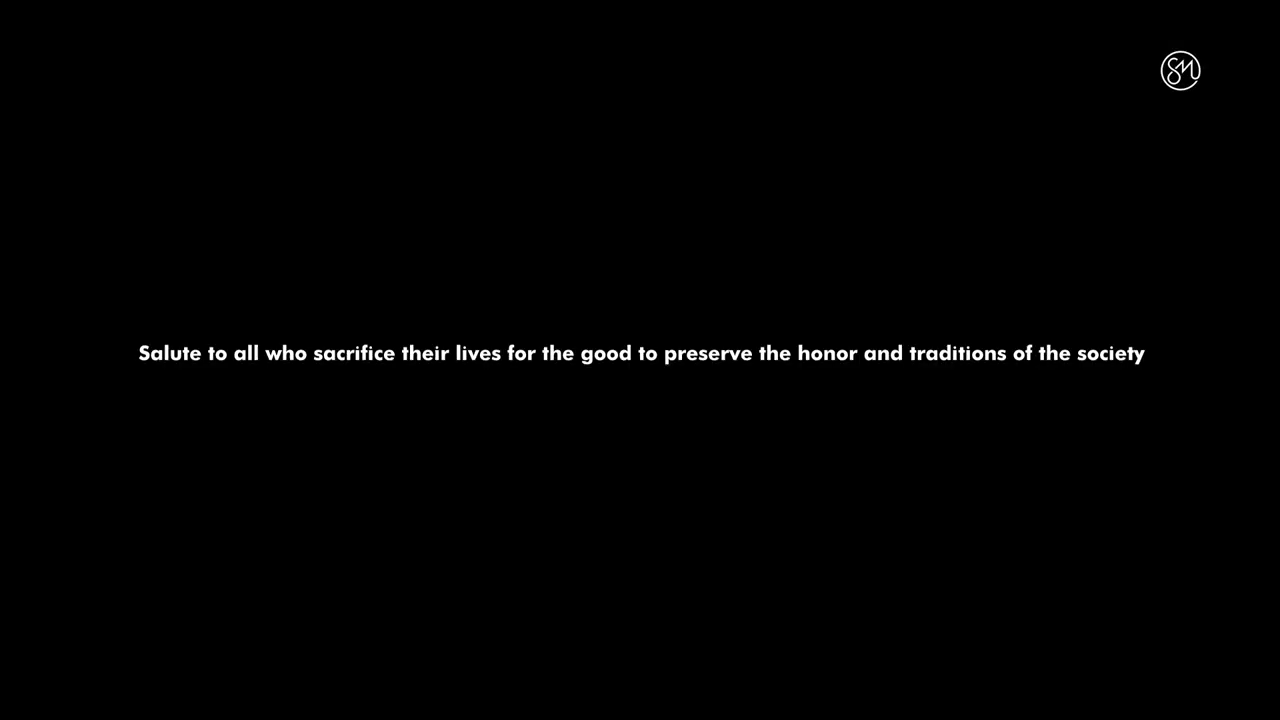 SM
Salute to all who sacrifice their lives for the good to preserve the honor and traditions of the society